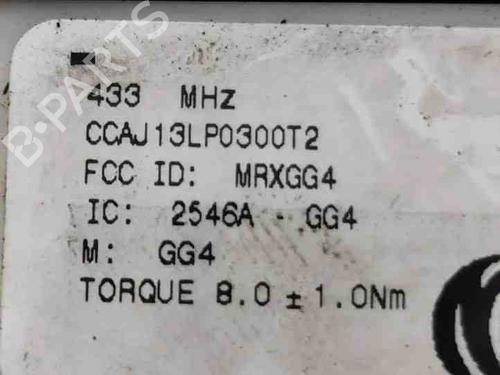 433 MHz
CCAJ13LP0300T2
FCC ID: MRXGG4
IC: 2546A - GG4
M: GG4
TORQUE 8.0 ± 1.0Nm
B-PARTS